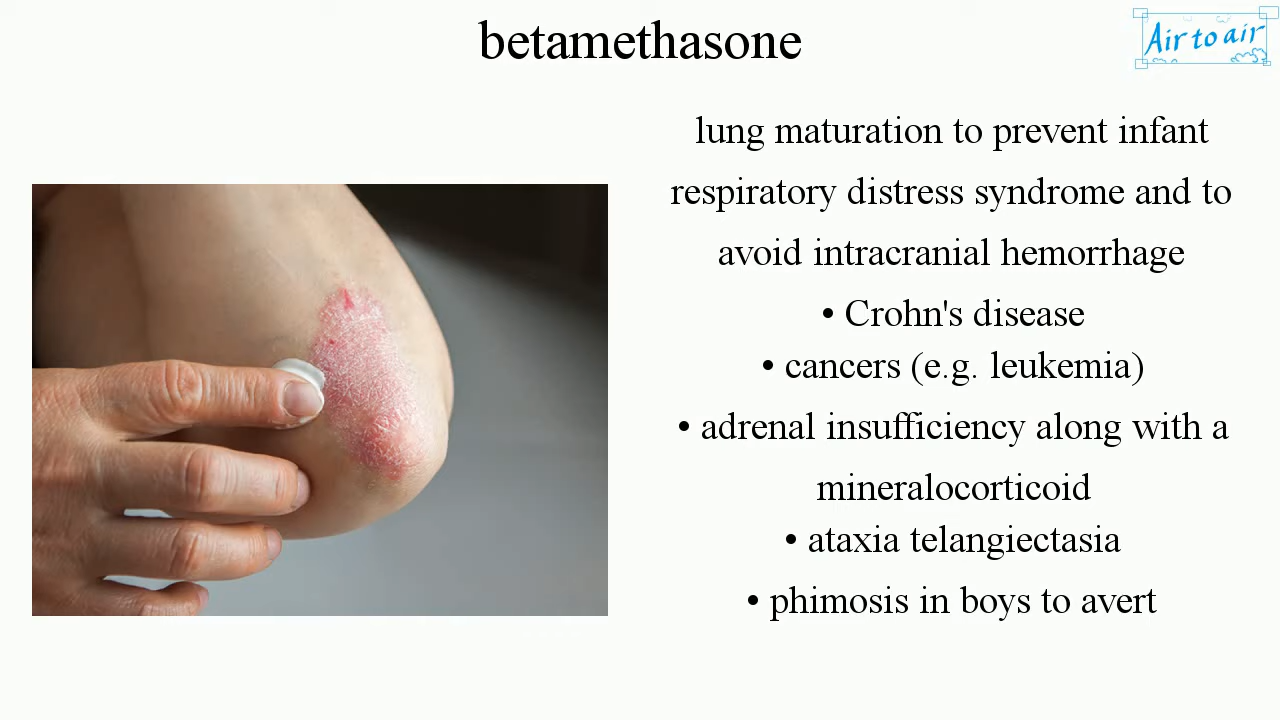 betamethasone
Air to air
lung maturation to prevent infant
respiratory distress syndrome and to
avoid intracranial hemorrhage
• Crohn's disease
• cancers (e.g. leukemia)
• adrenal insufficiency along with a
mineralocorticoid
• ataxia telangiectasia
• phimosis in boys to avert